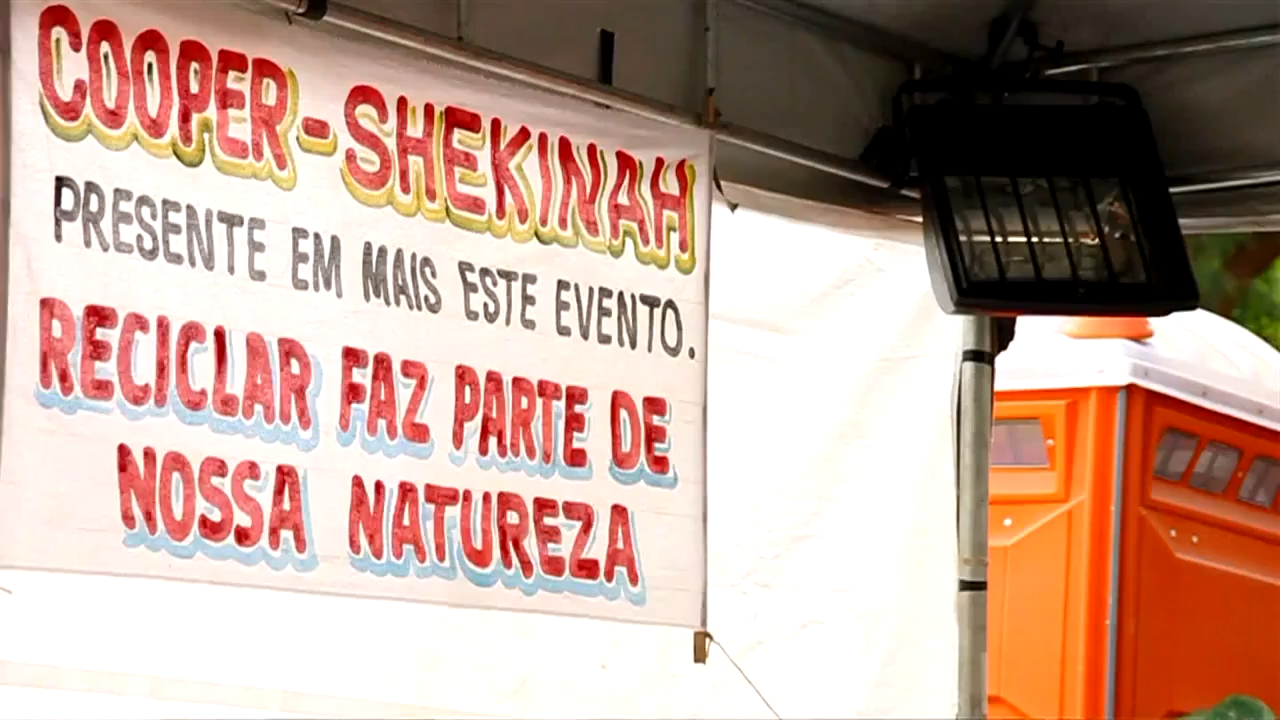 COOPER-SHEKINAH
PRESENTE EM MAIS ESTE EVENTO.
RECICLAR FAZ PARTE DE
NOSSA NATUREZA